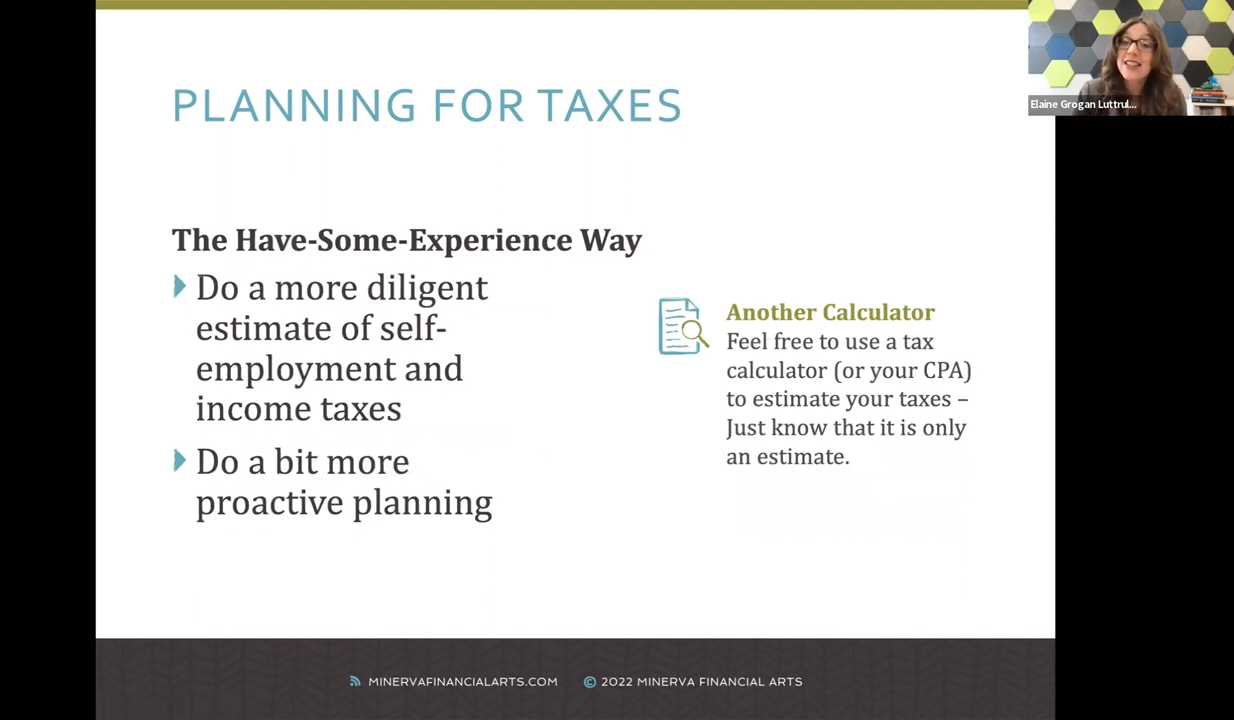 PLANNING FOR TAXES
The Have-Some-Experience Way
Do a more diligent
estimate of self-
employment and
income taxes
Do a bit more
proactive planning
Another Calculator
Feel free to use a tax
calculator (or your CPA)
to estimate your taxes –
Just know that it is only
an estimate.
Elaine Grogan Luttrul...
MINERVAFINANCIALARTS.COM
© 2022 MINERVA FINANCIAL ARTS